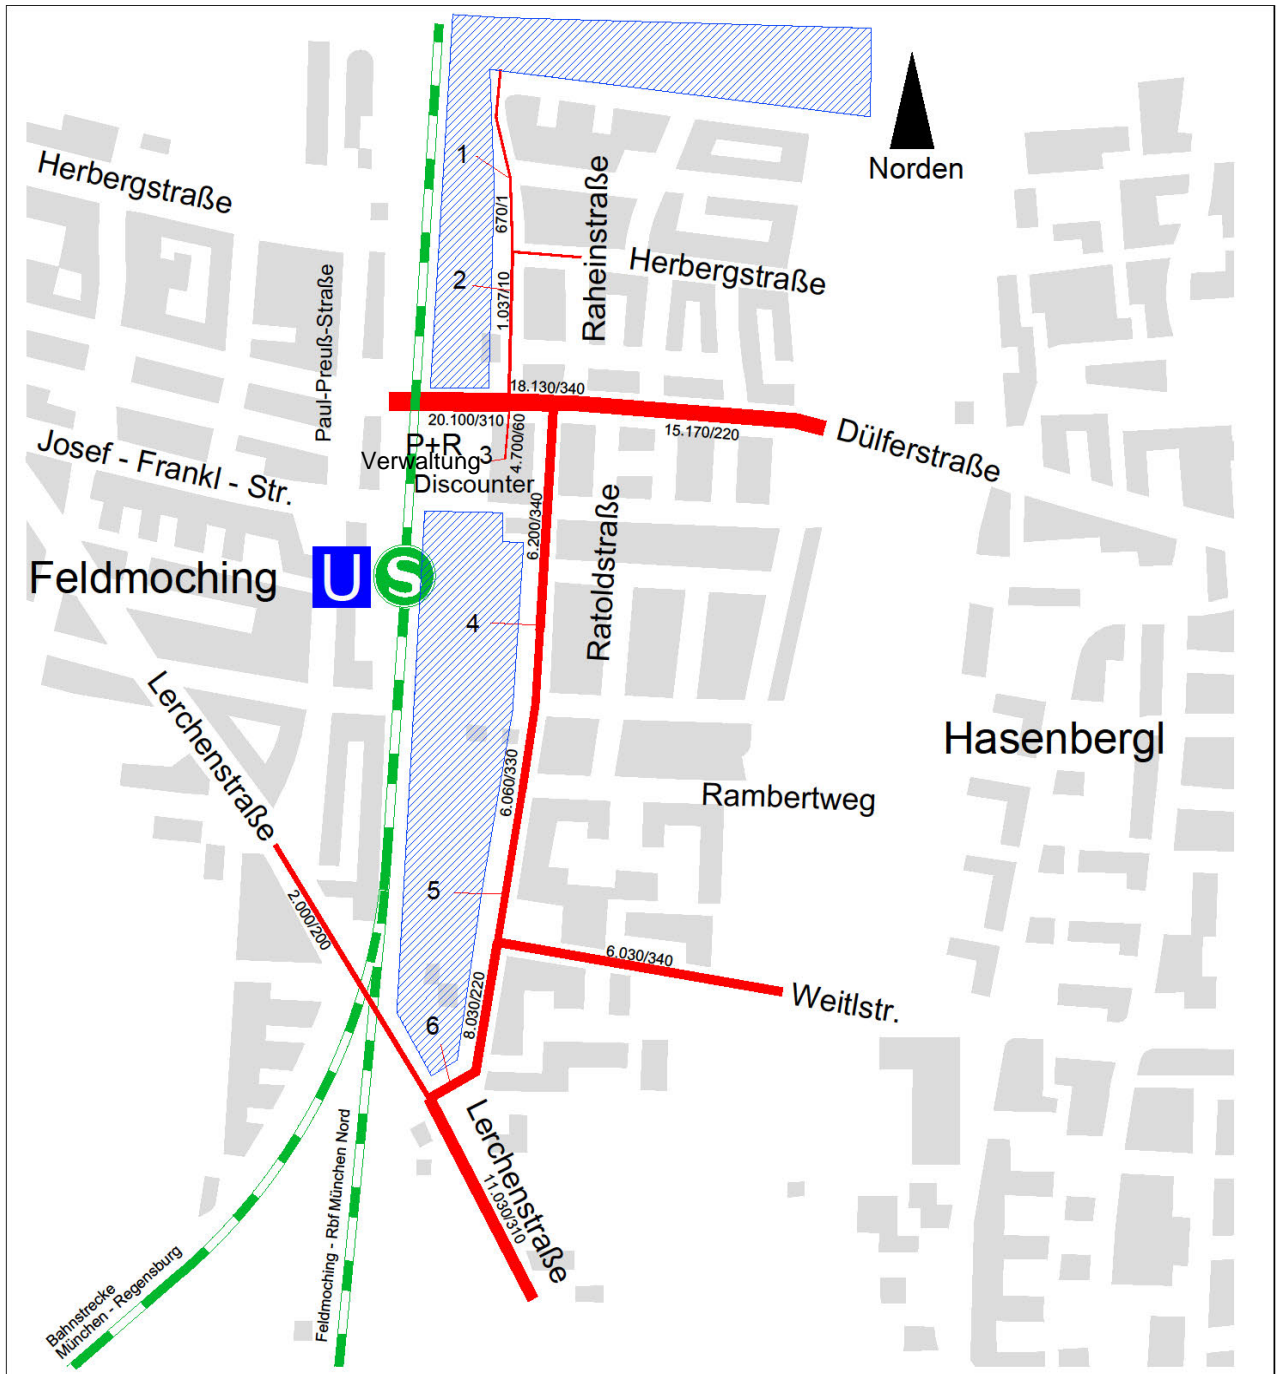 Norden
Herbergstraße
1
670/1
Raheinstraße
Herbergstraße
2
1.037/10
Paul-Preuß-Straße
18.130/340
20.100/310
15.170/220
Dülferstraße
P+R
3
4.700/60
Verwaltung
Discounter
Josef - Frankl - Str.
6.200/340
Ratoldstraße
Feldmoching
U
S
4
Lerchenstraße
Hasenbergl
6.060/330
Rambertweg
5
2.000/200
6.030/340
Weitlstr.
8.030/220
6
Lerchenstraße
11.030/310
Feldmoching - Rbf München Nord
Bahnstrecke
München - Regensburg